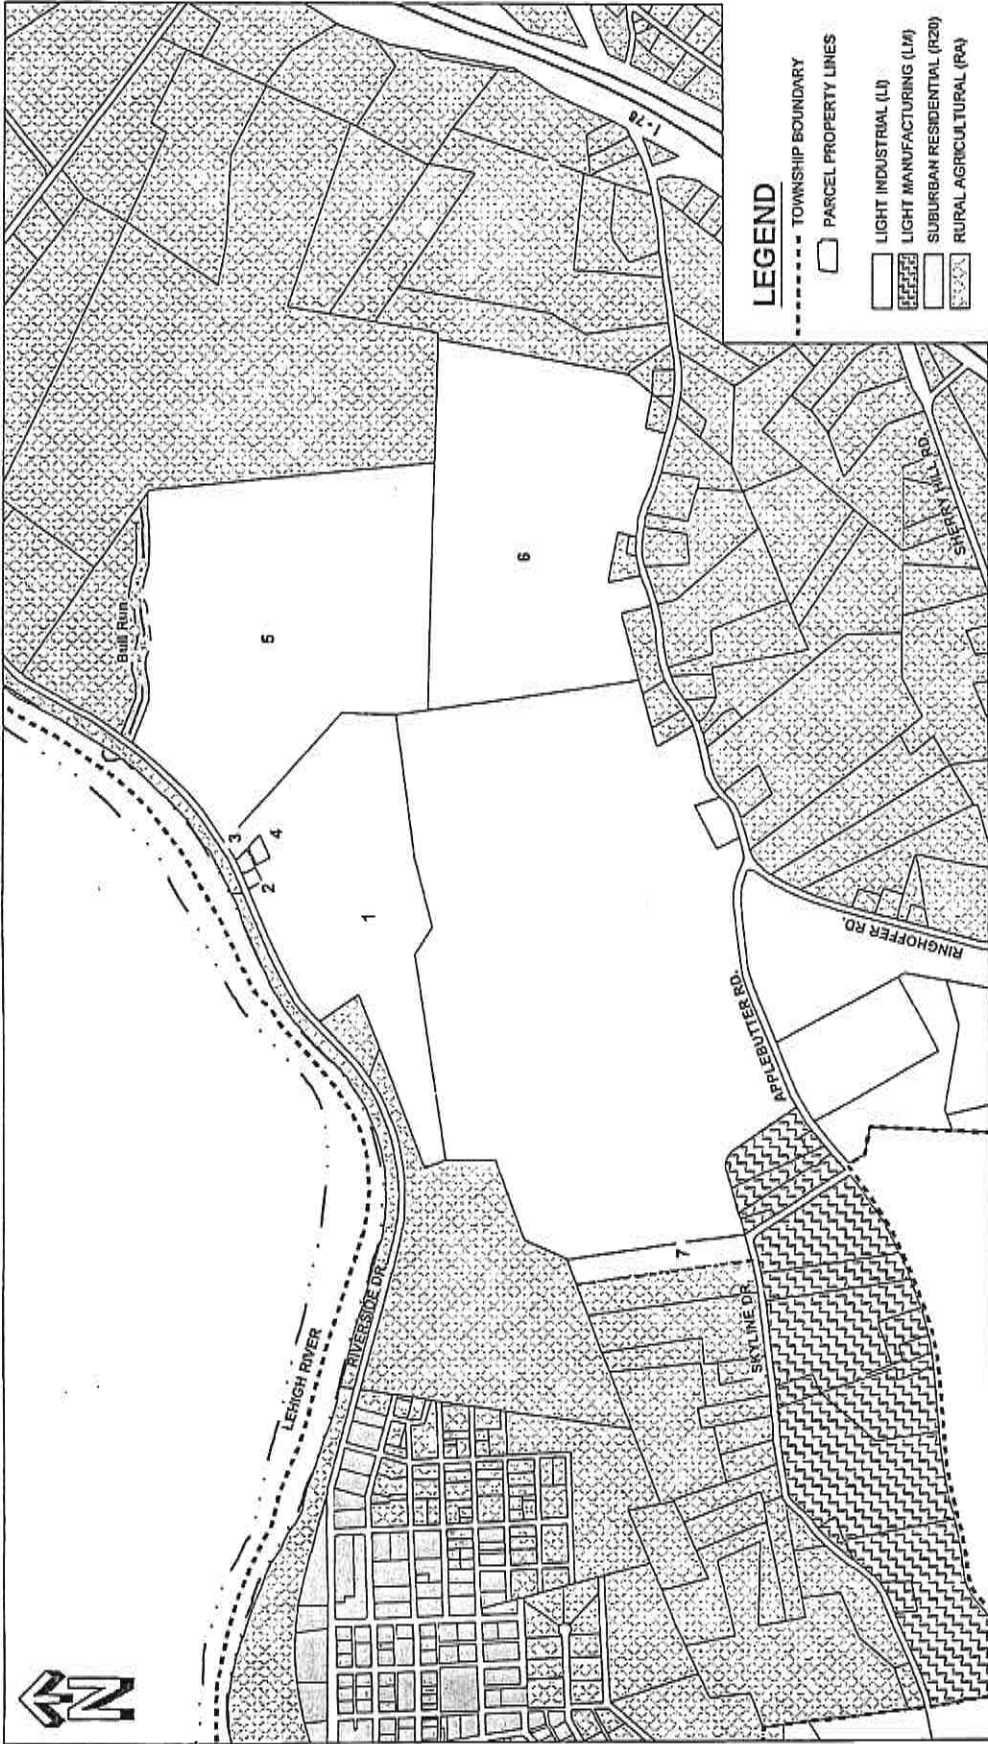 N
LEHIGH RIVER
RIVERSIDE DR.
Bull Run
1
2
3
4
5
6
7
SKYLINE DR.
APPLEBUTTER RD.
RINGHOFFER RD.
SHERRY HILL RD.
I-78
LEGEND
TOWNSHIP BOUNDARY
PARCEL PROPERTY LINES
LIGHT INDUSTRIAL (LI)
LIGHT MANUFACTURING (LM)
SUBURBAN RESIDENTIAL (R20)
RURAL AGRICULTURAL (RA)